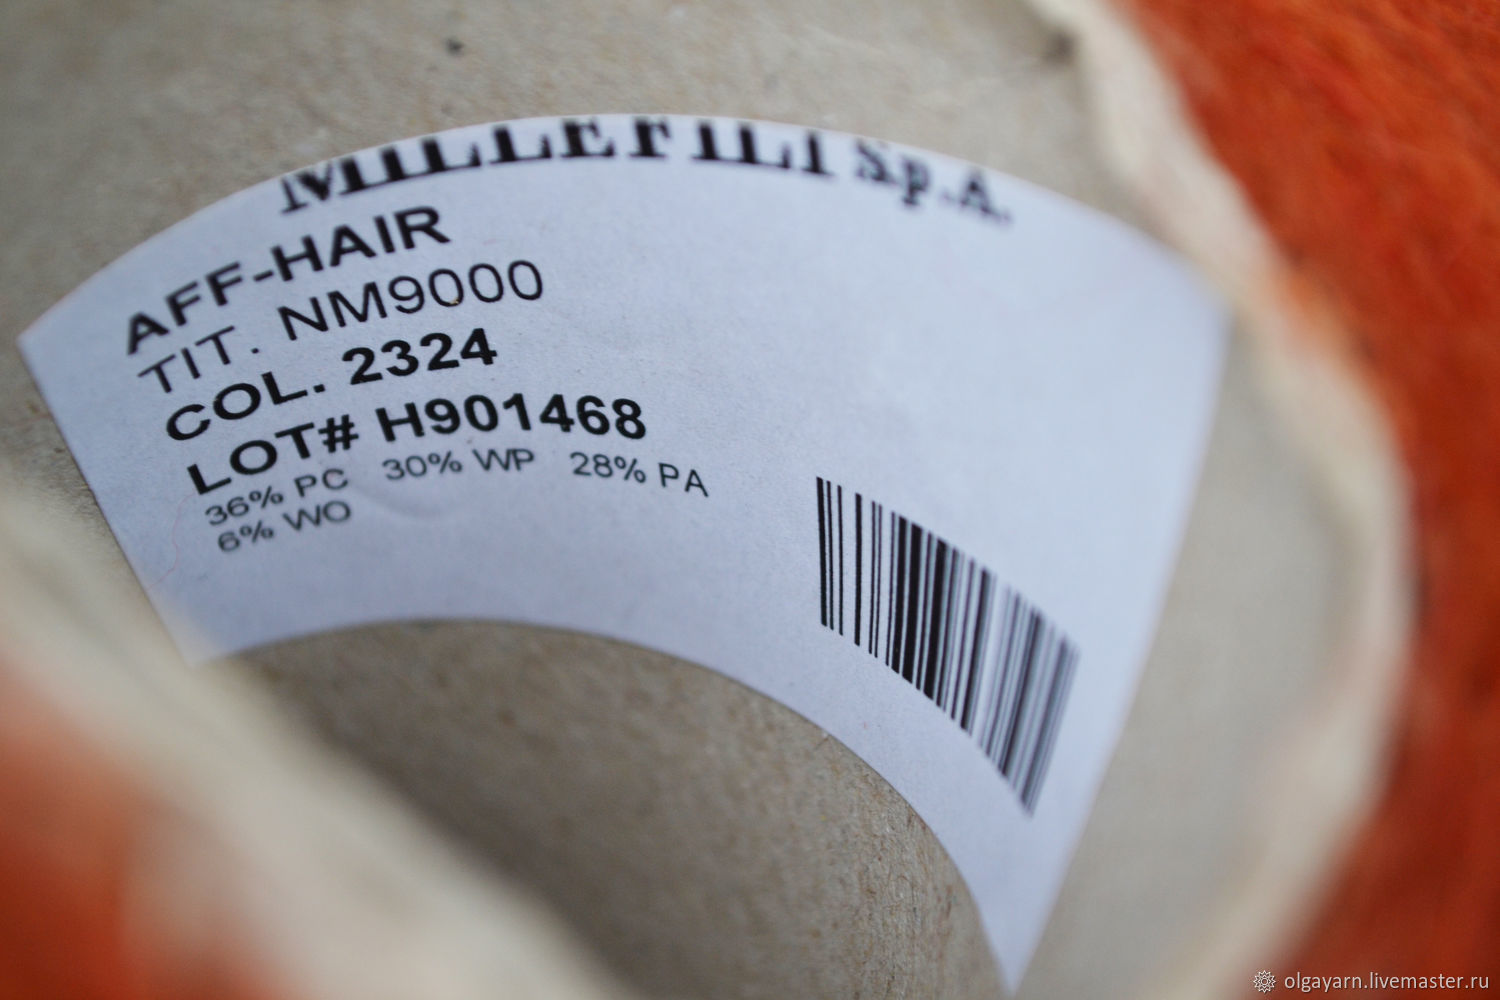 MILLEFILI S.p.A.
AFF-HAIR
TIT. NM9000
COL. 2324
LOT# H901468
36% PC 30% WP 28% PA
6% WO
olgayarn.livemaster.ru